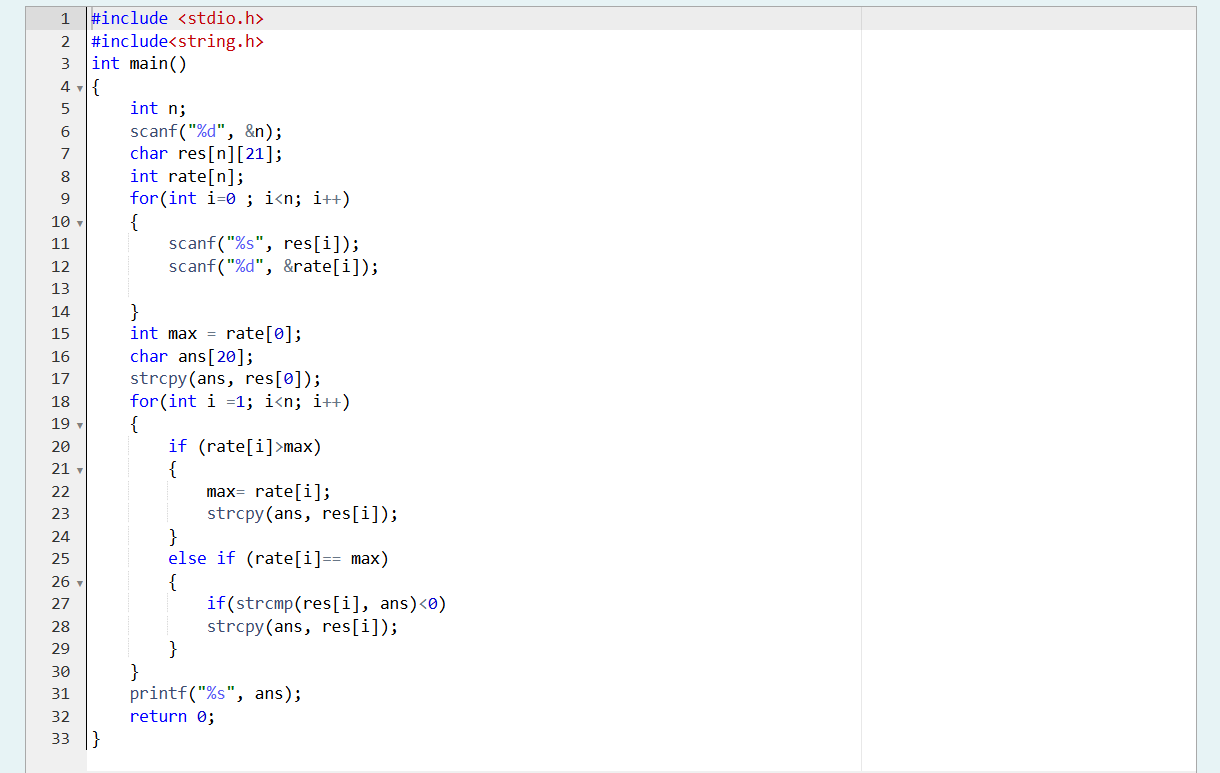 1 #include <stdio.h>
2 #include<string.h>
3 int main()
4 {
5     int n;
6     scanf("%d", &n);
7     char res[n][21];
8     int rate[n];
9     for(int i=0 ; i<n; i++)
10     {
11         scanf("%s", res[i]);
12         scanf("%d", &rate[i]);
13
14     }
15     int max = rate[0];
16     char ans[20];
17     strcpy(ans, res[0]);
18     for(int i =1; i<n; i++)
19     {
20         if (rate[i]>max)
21         {
22             max= rate[i];
23             strcpy(ans, res[i]);
24         }
25         else if (rate[i]== max)
26         {
27             if(strcmp(res[i], ans)<0)
28             strcpy(ans, res[i]);
29         }
30     }
31     printf("%s", ans);
32     return 0;
33 }